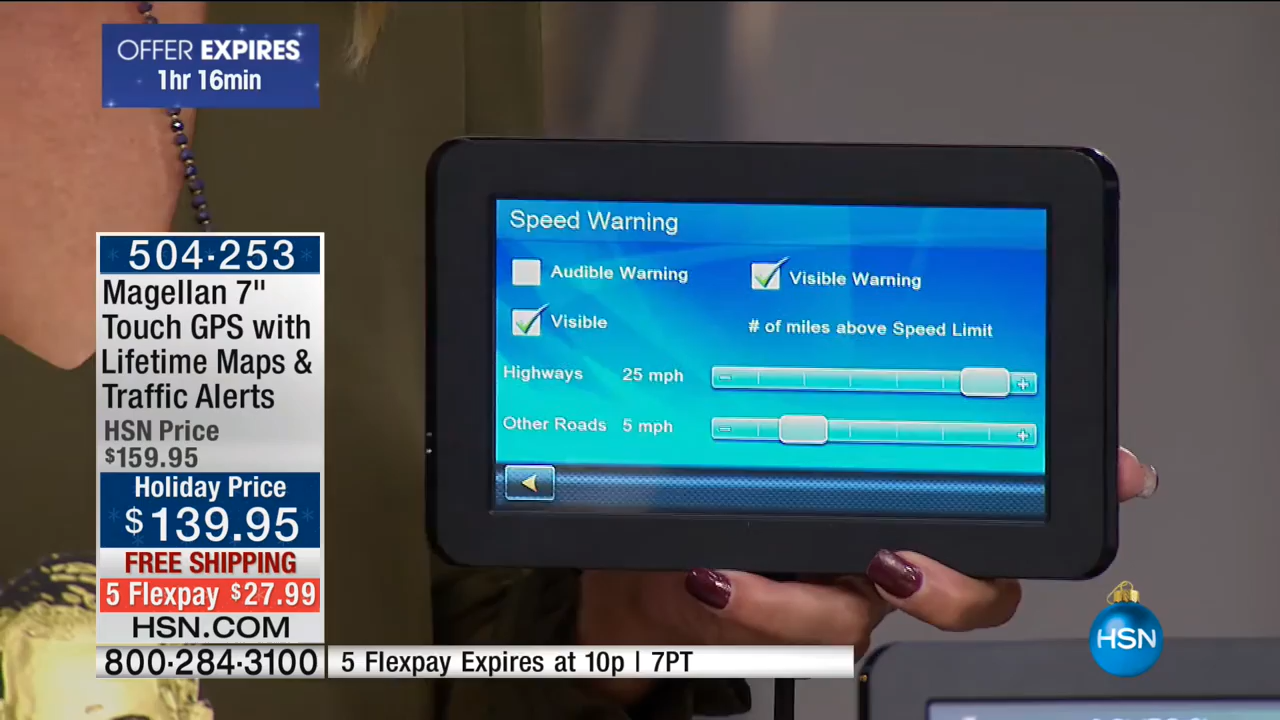 OFFER EXPIRES
1hr 16min
504-253
Magellan 7"
Touch GPS with
Lifetime Maps &
Traffic Alerts
HSN Price
$159.95
Holiday Price
$139.95
FREE SHIPPING
5 Flexpay $27.99
HSN.COM
800·284·3100
5 Flexpay Expires at 10p | 7PT
Speed Warning
Audible Warning
Visible Warning
Visible
# of miles above Speed Limit
Highways 25 mph
Other Roads 5 mph
HSN